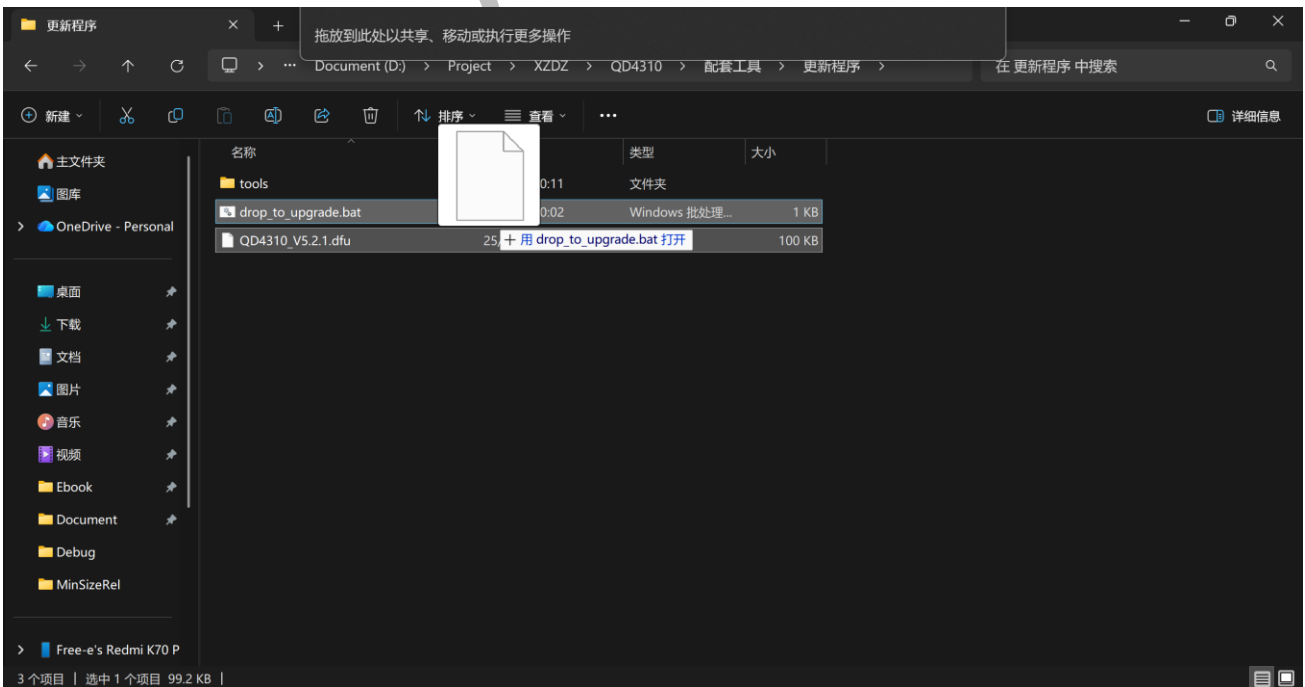 更新程序
拖放到此处以共享、移动或执行更多操作
Document (D:) > Project > XZDZ > QD4310 > 配套工具 > 更新程序 >
在 更新程序 中搜索
新建
排序
查看
详细信息
名称 类型 大小
tools 0:11 文件夹
drop_to_upgrade.bat 0:02 Windows 批处理... 1 KB
QD4310_V5.2.1.dfu 25/ 100 KB
+ 用 drop_to_upgrade.bat 打开
主文件夹
图库
OneDrive - Personal
桌面
下载
文档
图片
音乐
视频
Ebook
Document
Debug
MinSizeRel
Free-e's Redmi K70 P
3 个项目 | 选中 1 个项目 99.2 KB |